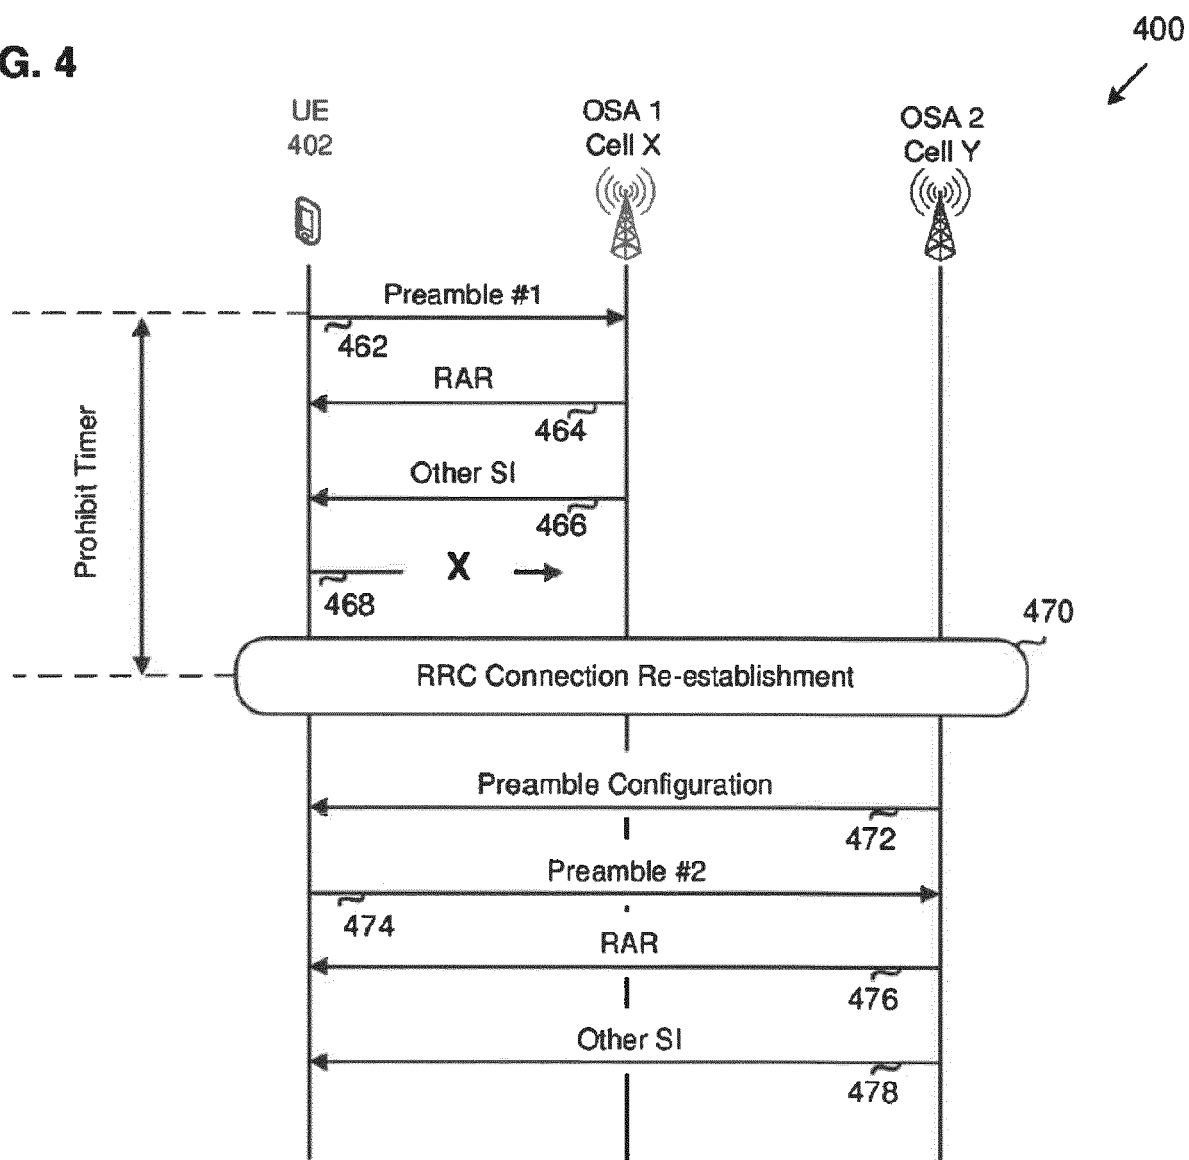 400
G. 4
UE
402
OSA 1
Cell X
OSA 2
Cell Y
Preamble #1
462
RAR
464
Other SI
466
X
468
Prohibit Timer
470
RRC Connection Re-establishment
Preamble Configuration
472
Preamble #2
474
RAR
476
Other SI
478